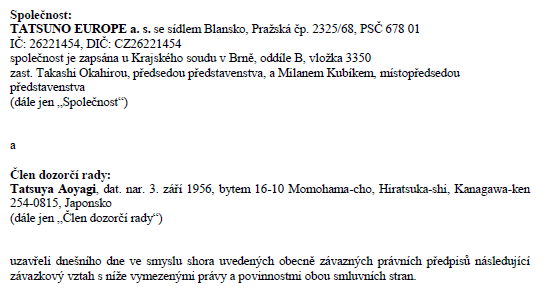 Společnost:
TATSUNO EUROPE a. s. se sídlem Blansko, Pražská čp. 2325/68, PSČ 678 01
IČ: 26221454, DIČ: CZ26221454
společnost je zapsána u Krajského soudu v Brně, oddíle B, vložka 3350
zast. Takashi Okahirou, předsedou představenstva, a Milanem Kubíkem, místopředsedou
představenstva
(dále jen „Společnost“)
a
Člen dozorčí rady:
Tatsuya Aoyagi, dat. nar. 3. září 1956, bytem 16-10 Momohama-cho, Hiratsuka-shi, Kanagawa-ken
254-0815, Japonsko
(dále jen „Člen dozorčí rady“)
uzavřeli dnešního dne ve smyslu shora uvedených obecně závazných právních předpisů následující
závazkový vztah s níže vymezenými právy a povinnostmi obou smluvních stran.